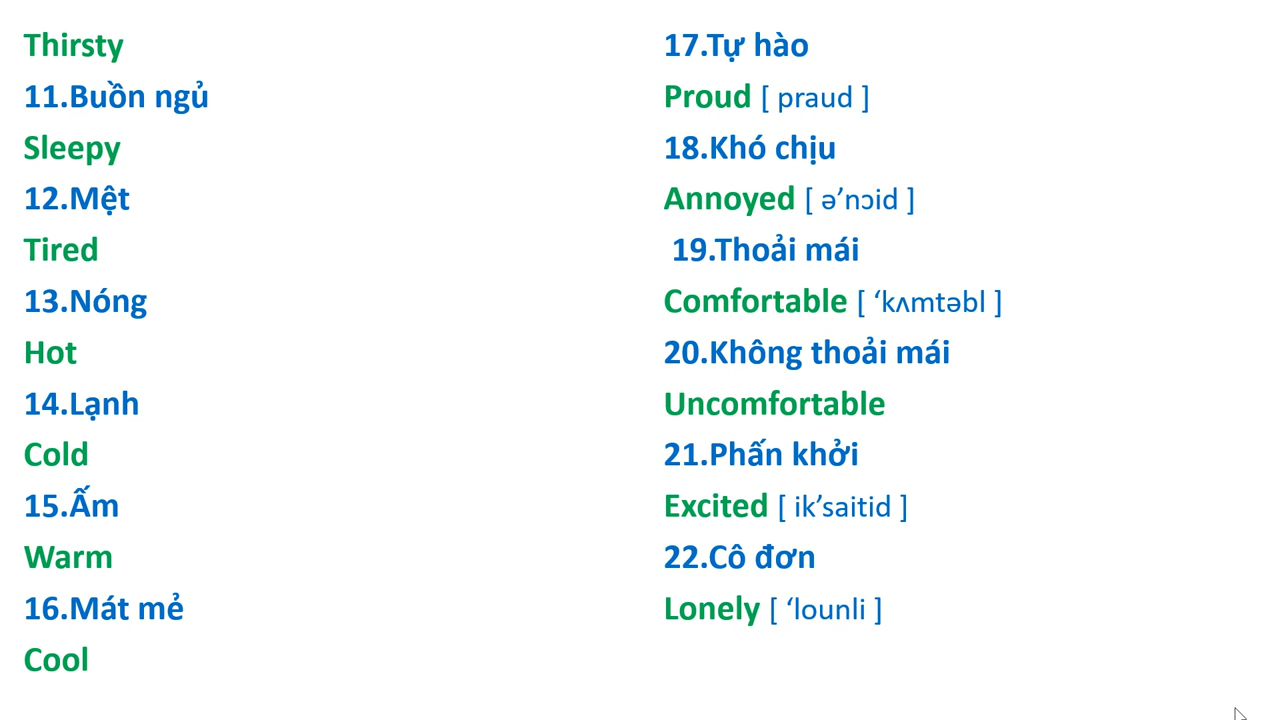 Thirsty
11.Buồn ngủ
Sleepy
12.Mệt
Tired
13.Nóng
Hot
14.Lạnh
Cold
15.Ấm
Warm
16.Mát mẻ
Cool
17.Tự hào
Proud [ praud ]
18.Khó chịu
Annoyed [ ə’nɔid ]
19.Thoải mái
Comfortable [ ‘kʌmtəbl ]
20.Không thoải mái
Uncomfortable
21.Phấn khởi
Excited [ ik’saitid ]
22.Cô đơn
Lonely [ ‘lounli ]